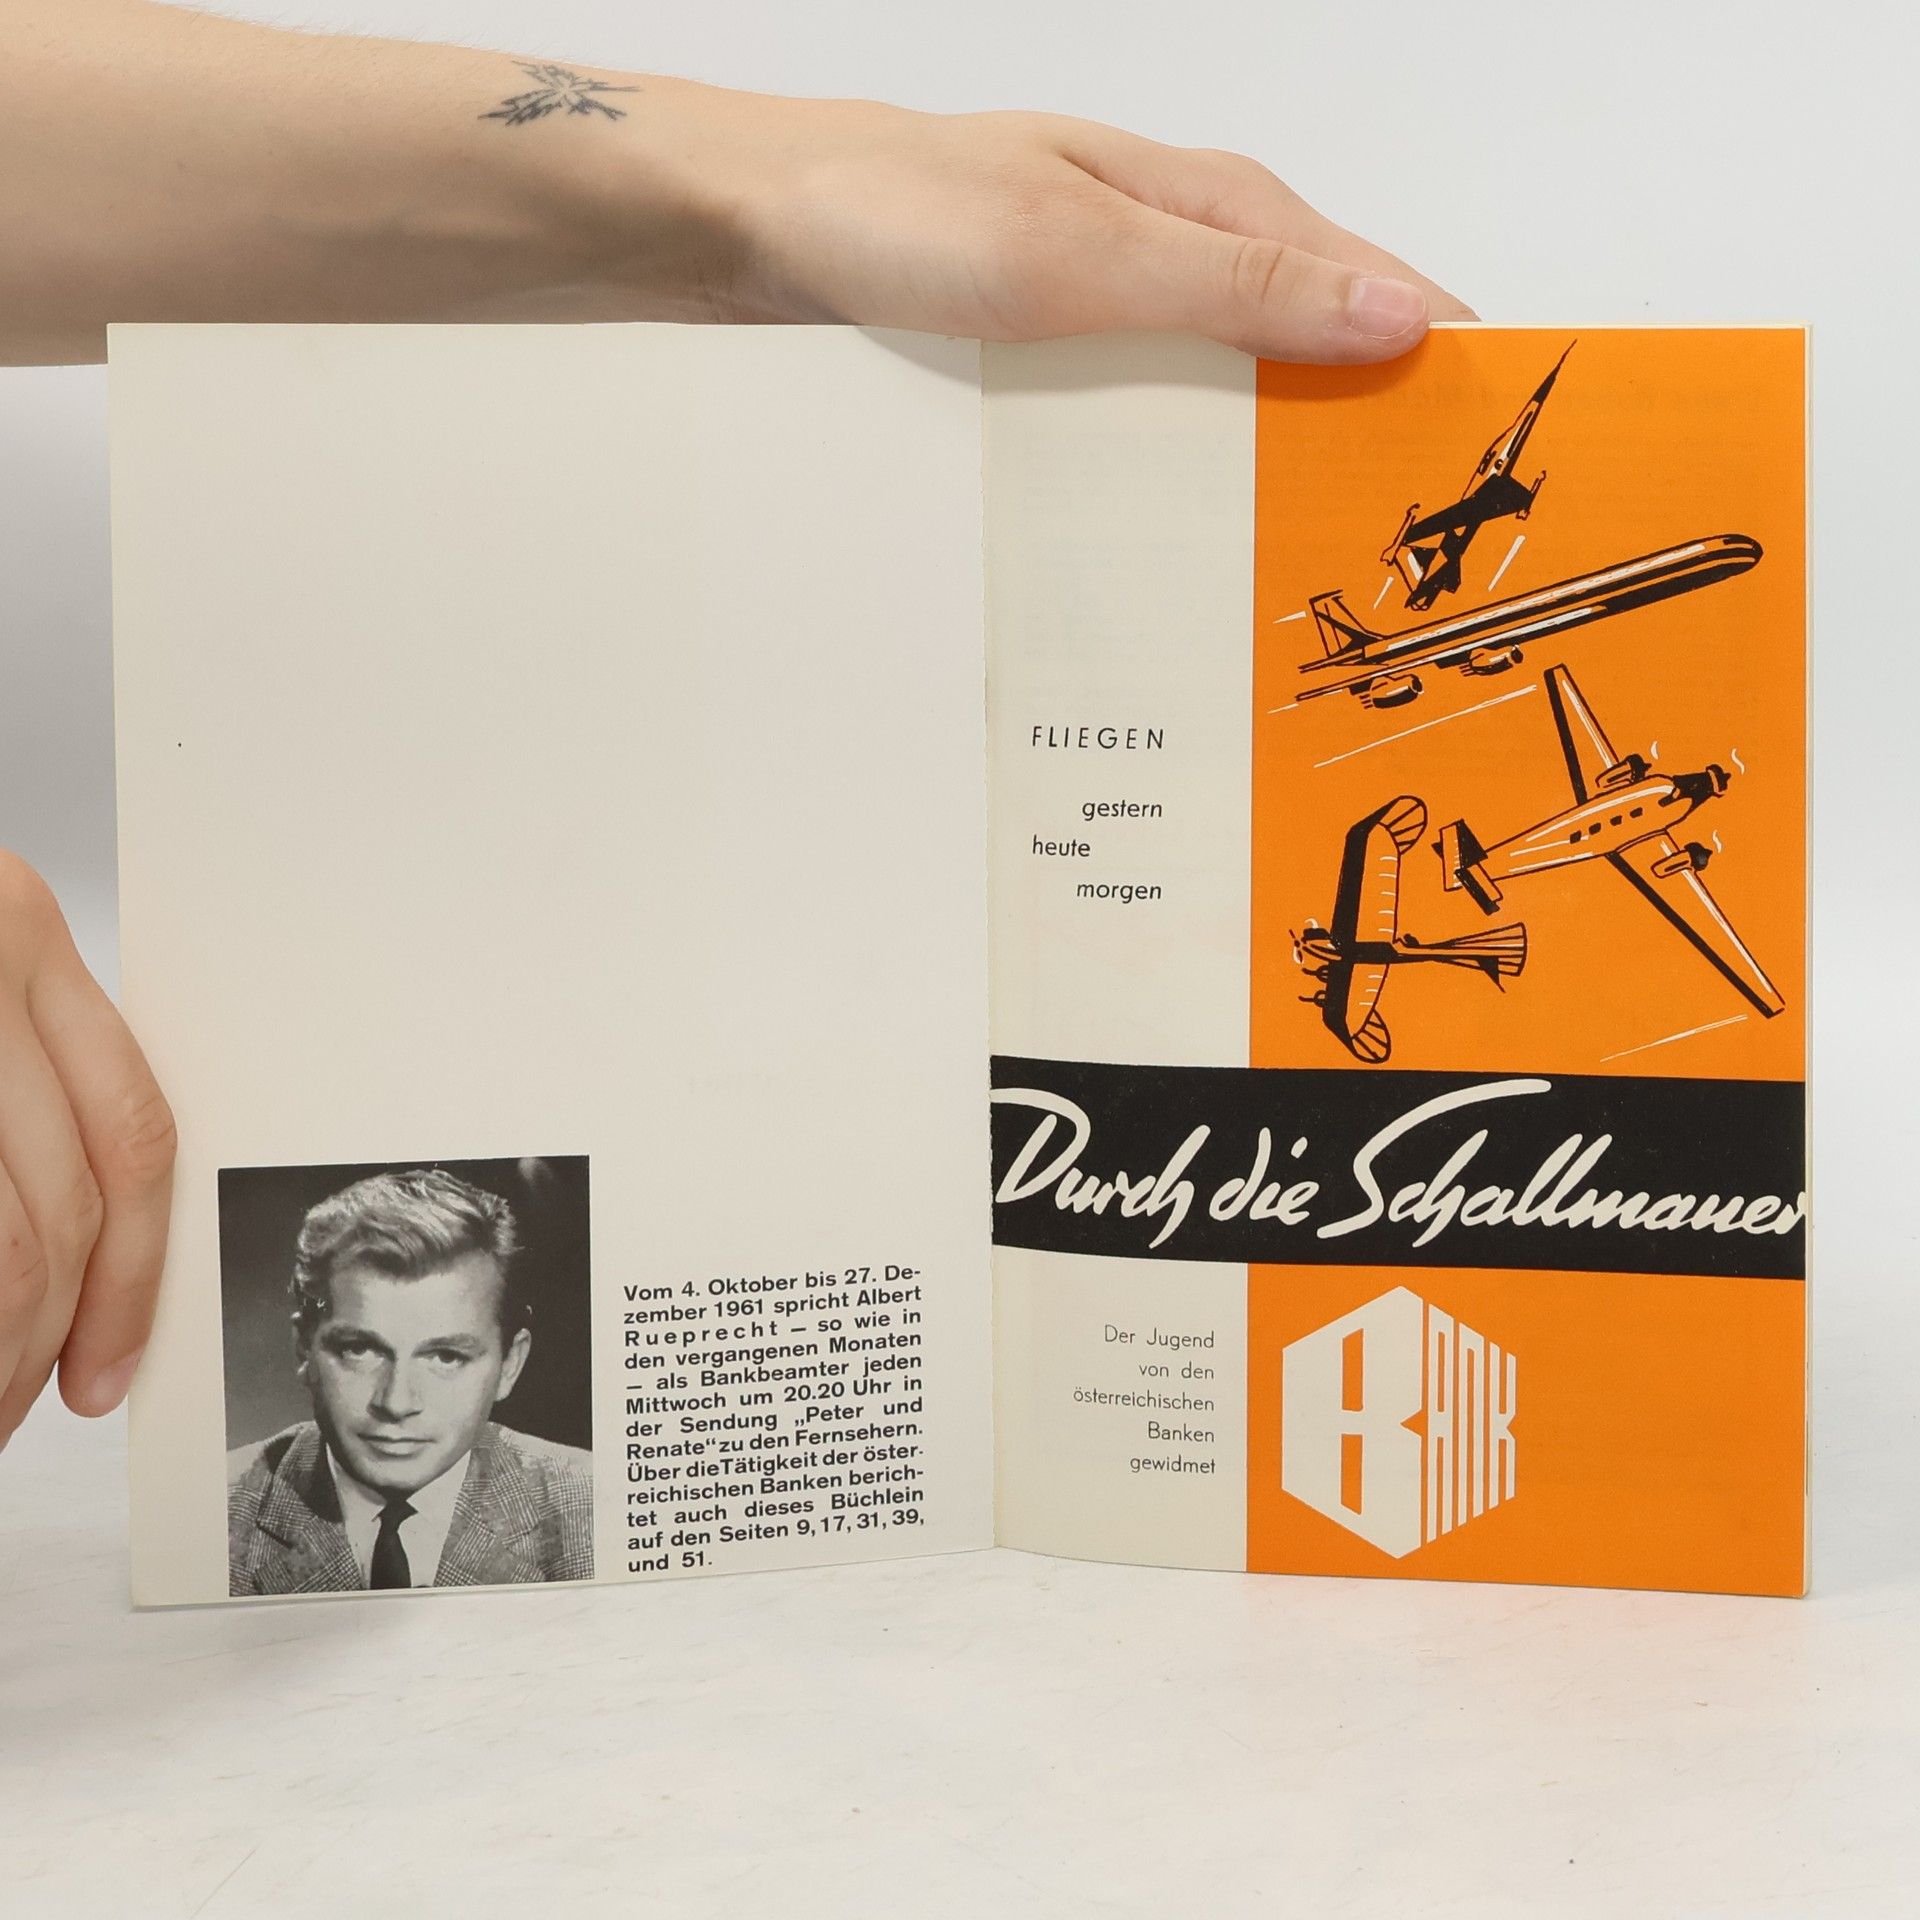 Vom 4. Oktober bis 27. De-
zember 1961 spricht Albert
Rueprecht – so wie in
den vergangenen Monaten
– als Bankbeamter jeden
Mittwoch um 20.20 Uhr in
der Sendung „Peter und
Renate“ zu den Fernsehern.
Über die Tätigkeit der öster-
reichischen Banken berich-
tet auch dieses Büchlein
auf den Seiten 9, 17, 31, 39,
und 51.
FLIEGEN
gestern
heute
morgen
Durch die Schallmauer
Der Jugend
von den
österreichischen
Banken
gewidmet
BANK